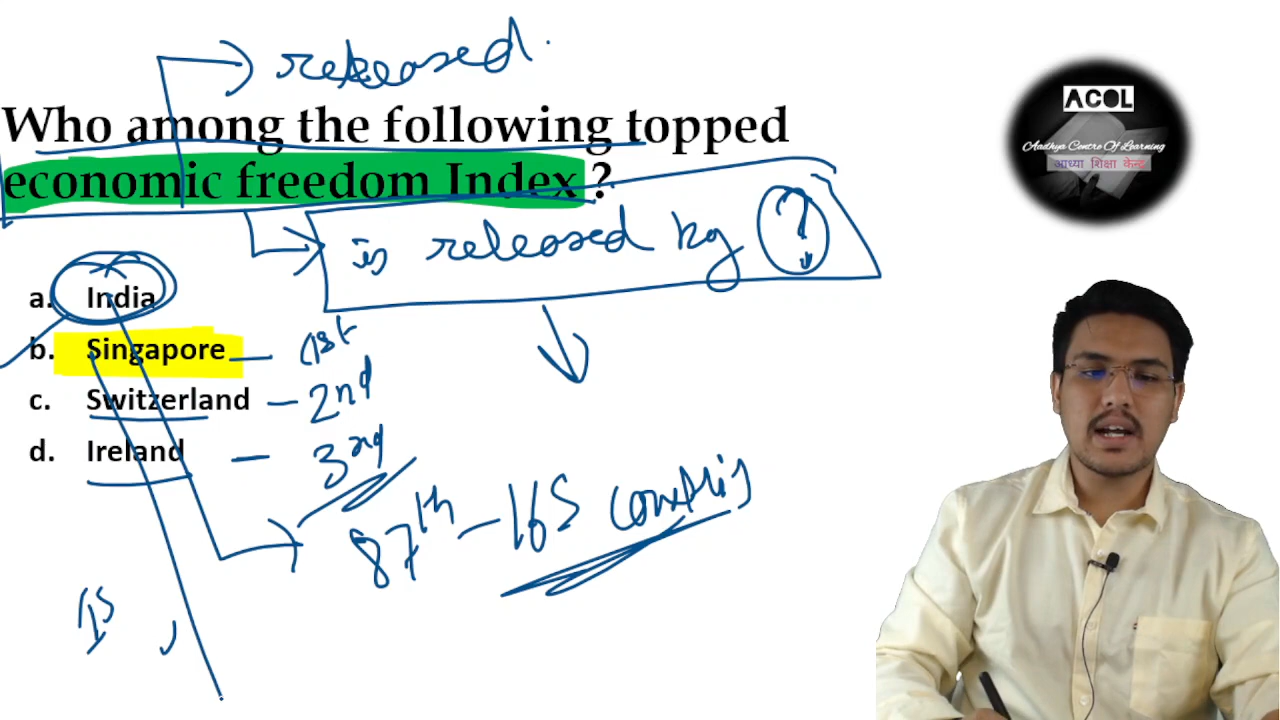 released.
Who among the following topped
economic freedom Index ?
is released by ?
a. India
b. Singapore – 1st
c. Switzerland – 2nd
d. Ireland – 3rd
87th – 165
ACOL
Aadhya Centre Of Learning
आध्या शिक्षा केन्द्र